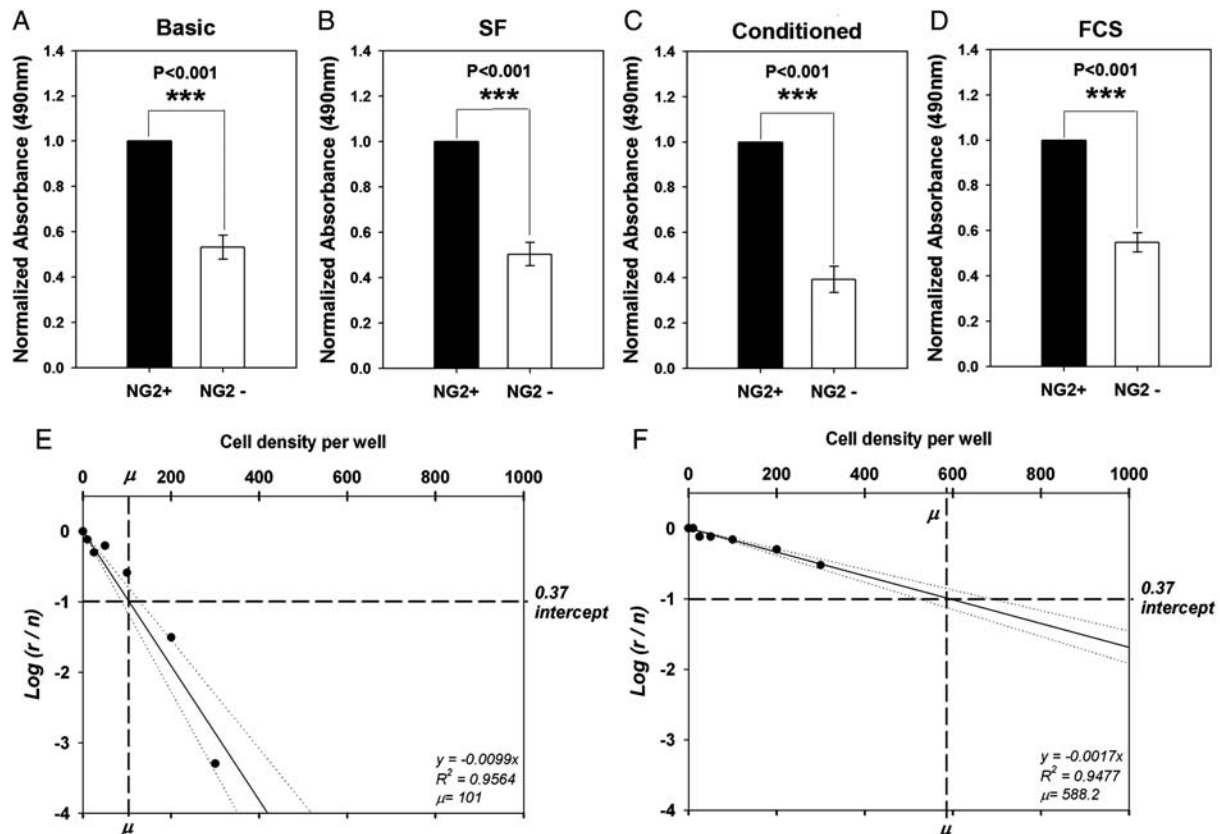 A
Basic
Normalized Absorbance (490nm)
1.4
1.2
1.0
0.8
0.6
0.4
0.2
0.0
P<0.001
***
NG2+ NG2 -
B
SF
Normalized Absorbance (490nm)
1.4
1.2
1.0
0.8
0.6
0.4
0.2
0.0
P<0.001
***
NG2+ NG2 -
C
Conditioned
Normalized Absorbance (490nm)
1.4
1.2
1.0
0.8
0.6
0.4
0.2
0.0
P<0.001
***
NG2+ NG2 -
D
FCS
Normalized Absorbance (490nm)
1.4
1.2
1.0
0.8
0.6
0.4
0.2
0.0
P<0.001
***
NG2+ NG2 -
E
Cell density per well
0 μ 200 400 600 800 1000
Log (r / n)
0
-1
-2
-3
-4
0.37
intercept
y = -0.0099x
R² = 0.9564
μ= 101
μ
F
Cell density per well
0 200 400 600 800 1000
μ
Log (r / n)
0
-1
-2
-3
-4
0.37
intercept
y = -0.0017x
R² = 0.9477
μ= 588.2
μ